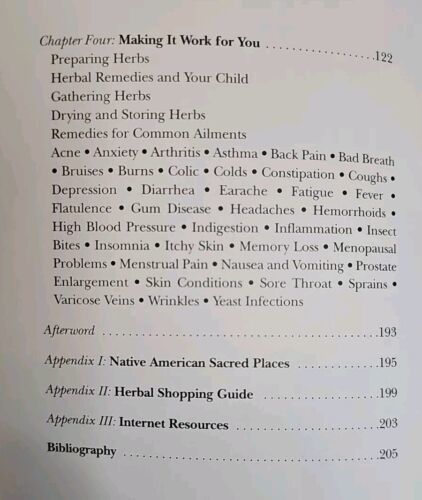 Chapter Four: Making It Work for You ....................122
Preparing Herbs
Herbal Remedies and Your Child
Gathering Herbs
Drying and Storing Herbs
Remedies for Common Ailments
Acne • Anxiety • Arthritis • Asthma • Back Pain • Bad Breath
• Bruises • Burns • Colic • Colds • Constipation • Coughs •
Depression • Diarrhea • Earache • Fatigue • Fever •
Flatulence • Gum Disease • Headaches • Hemorrhoids •
High Blood Pressure • Indigestion • Inflammation • Insect
Bites • Insomnia • Itchy Skin • Memory Loss • Menopausal
Problems • Menstrual Pain • Nausea and Vomiting • Prostate
Enlargement • Skin Conditions • Sore Throat • Sprains •
Varicose Veins • Wrinkles • Yeast Infections
Afterword ..................................................193
Appendix I: Native American Sacred Places ................195
Appendix II: Herbal Shopping Guide ......................199
Appendix III: Internet Resources ..........................203
Bibliography ..............................................205